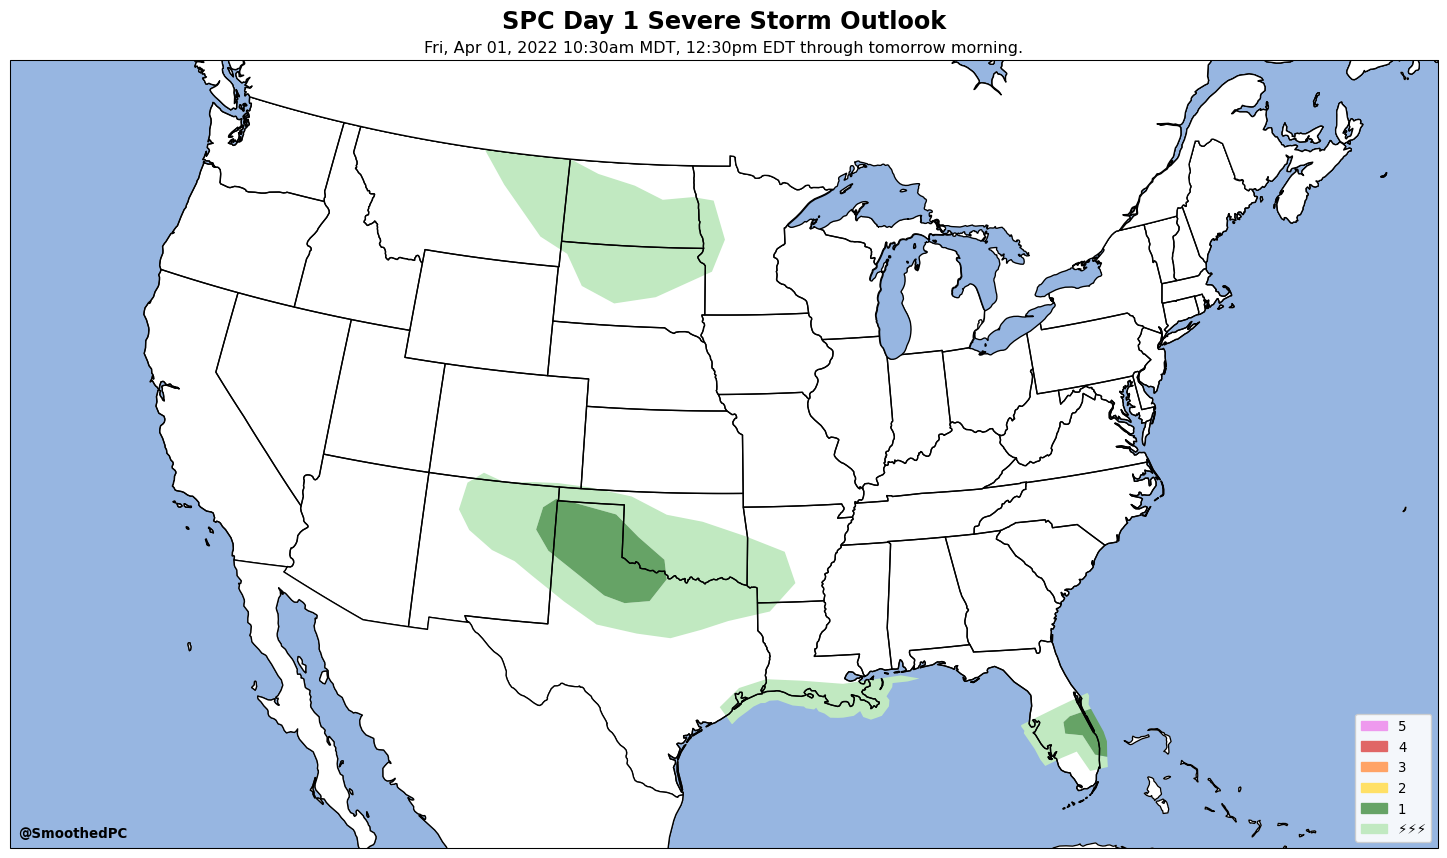 SPC Day 1 Severe Storm Outlook
Fri, Apr 01, 2022 10:30am MDT, 12:30pm EDT through tomorrow morning.
5
4
3
2
1
⚡⚡⚡
@SmoothedPC